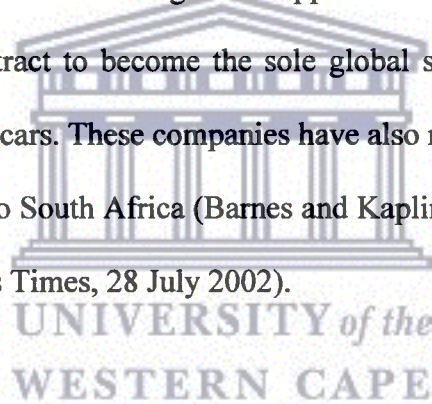 tract to become the sole global s
cars. These companies have also
o South Africa (Barnes and Kaplin
s Times, 28 July 2002).
UNIVERSITY of the
WESTERN CAPE